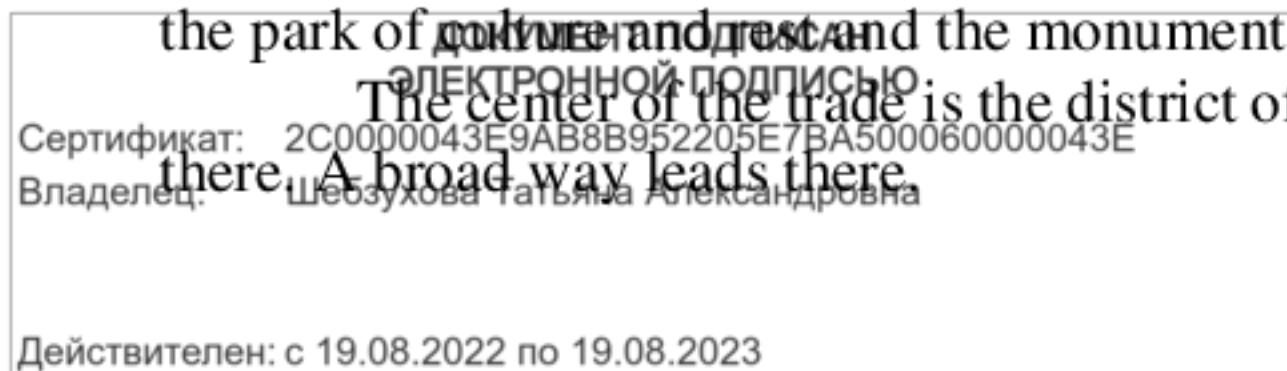 the park of culture and rest and the monument
ДОКУМЕНТ ПОДПИСАН
ЭЛЕКТРОННОЙ ПОДПИСЬЮ
The center of the trade is the district of
Сертификат: 2C0000043E9AB8B952205E7BA500060000043E
there. A broad way leads there.
Владелец: Шебзухова Татьяна Александровна
Действителен: с 19.08.2022 по 19.08.2023